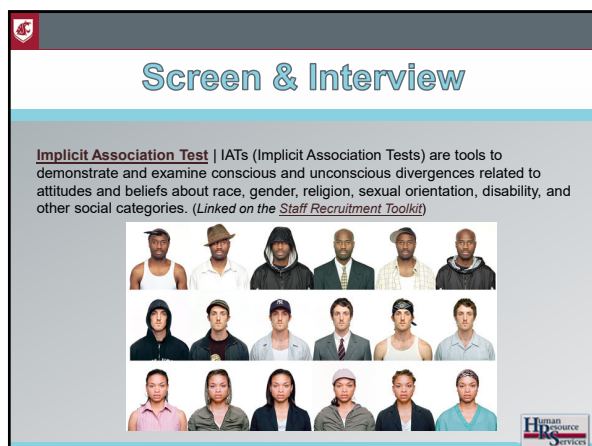 Screen & Interview
Implicit Association Test | IATs (Implicit Association Tests) are tools to
demonstrate and examine conscious and unconscious divergences related to
attitudes and beliefs about race, gender, religion, sexual orientation, disability, and
other social categories. (Linked on the Staff Recruitment Toolkit)
Human
Resource
Services